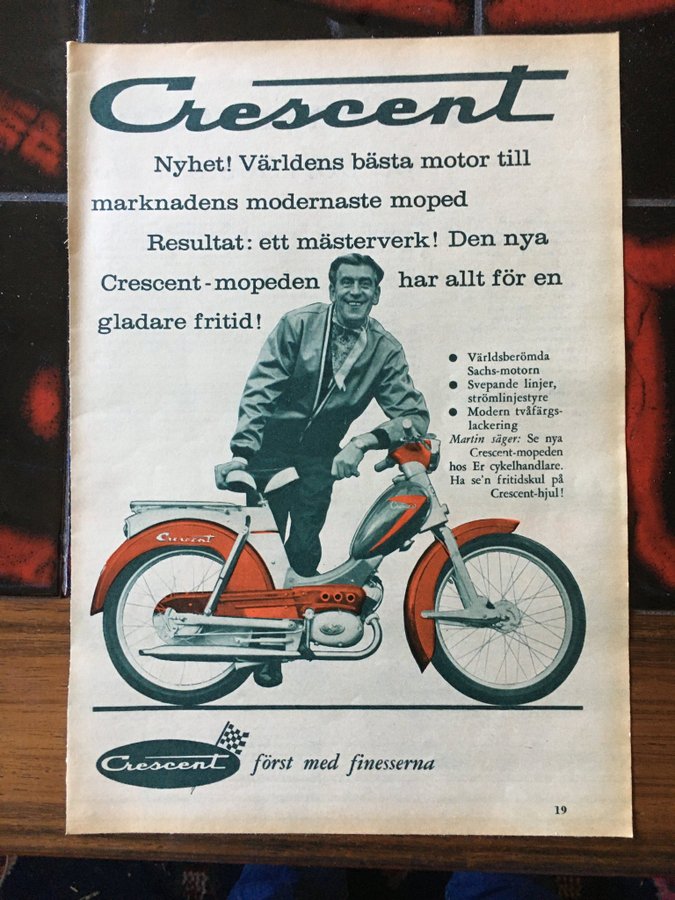 Crescent
Nyhet! Världens bästa motor till
marknadens modernaste moped
Resultat: ett mästerverk! Den nya
Crescent-mopeden har allt för en
gladare fritid!
● Världsberömda
Sachs-motorn
● Svepande linjer,
strömlinjestyre
● Modern tvåfärgs-
lackering
Martin säger: Se nya
Crescent-mopeden
hos Er cykelhandlare.
Ha se'n fritidskul på
Crescent-hjul!
Crescent
Crescent
Crescent
först med finesserna
19